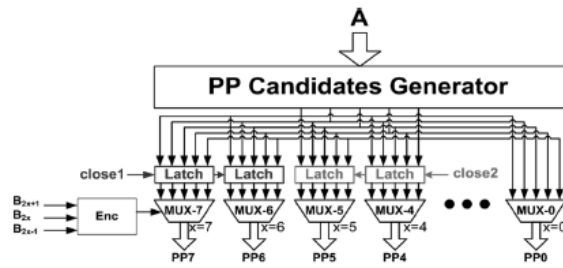 A
PP Candidates Generator
close1 Latch Latch Latch Latch close2
B2x+1
B2x
B2x-1
Enc
MUX-7 MUX-6 MUX-5 MUX-4 MUX-0
x=7 x=6 x=5 x=4 x=0
PP7 PP6 PP5 PP4 PP0